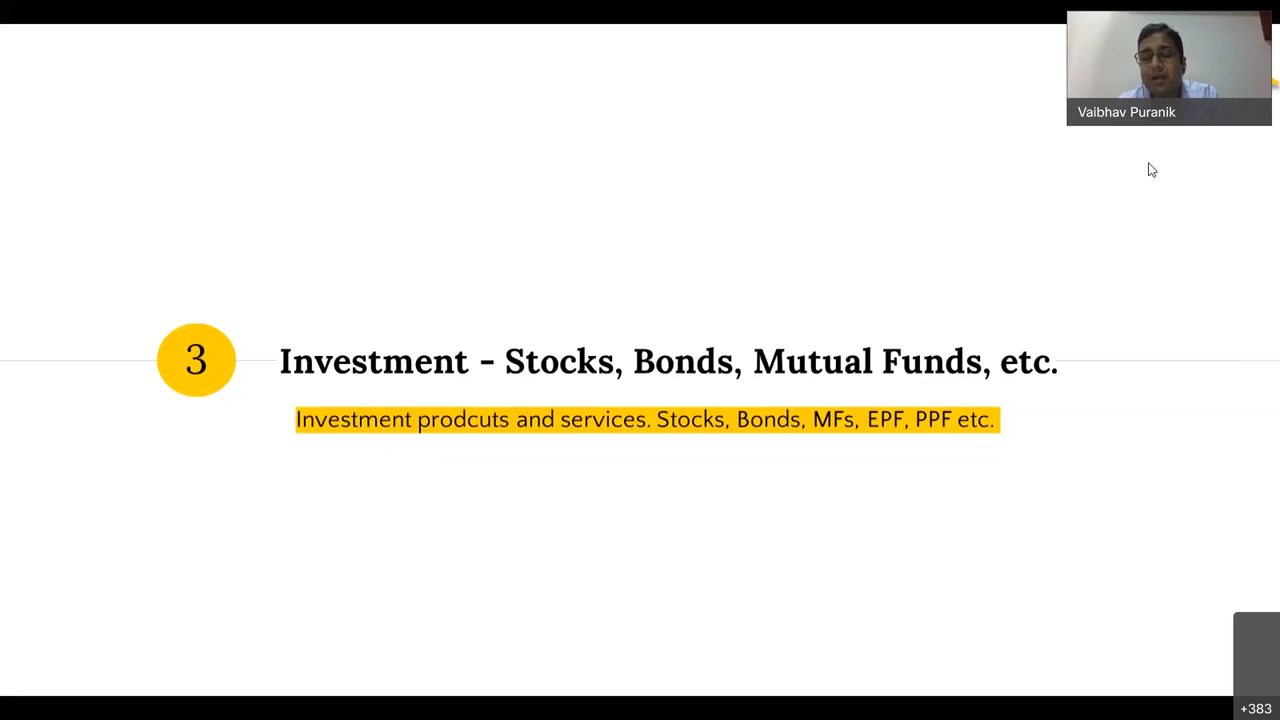 Vaibhav Puranik
3
Investment - Stocks, Bonds, Mutual Funds, etc.
Investment prodcuts and services. Stocks, Bonds, MFs, EPF, PPF etc.
+383